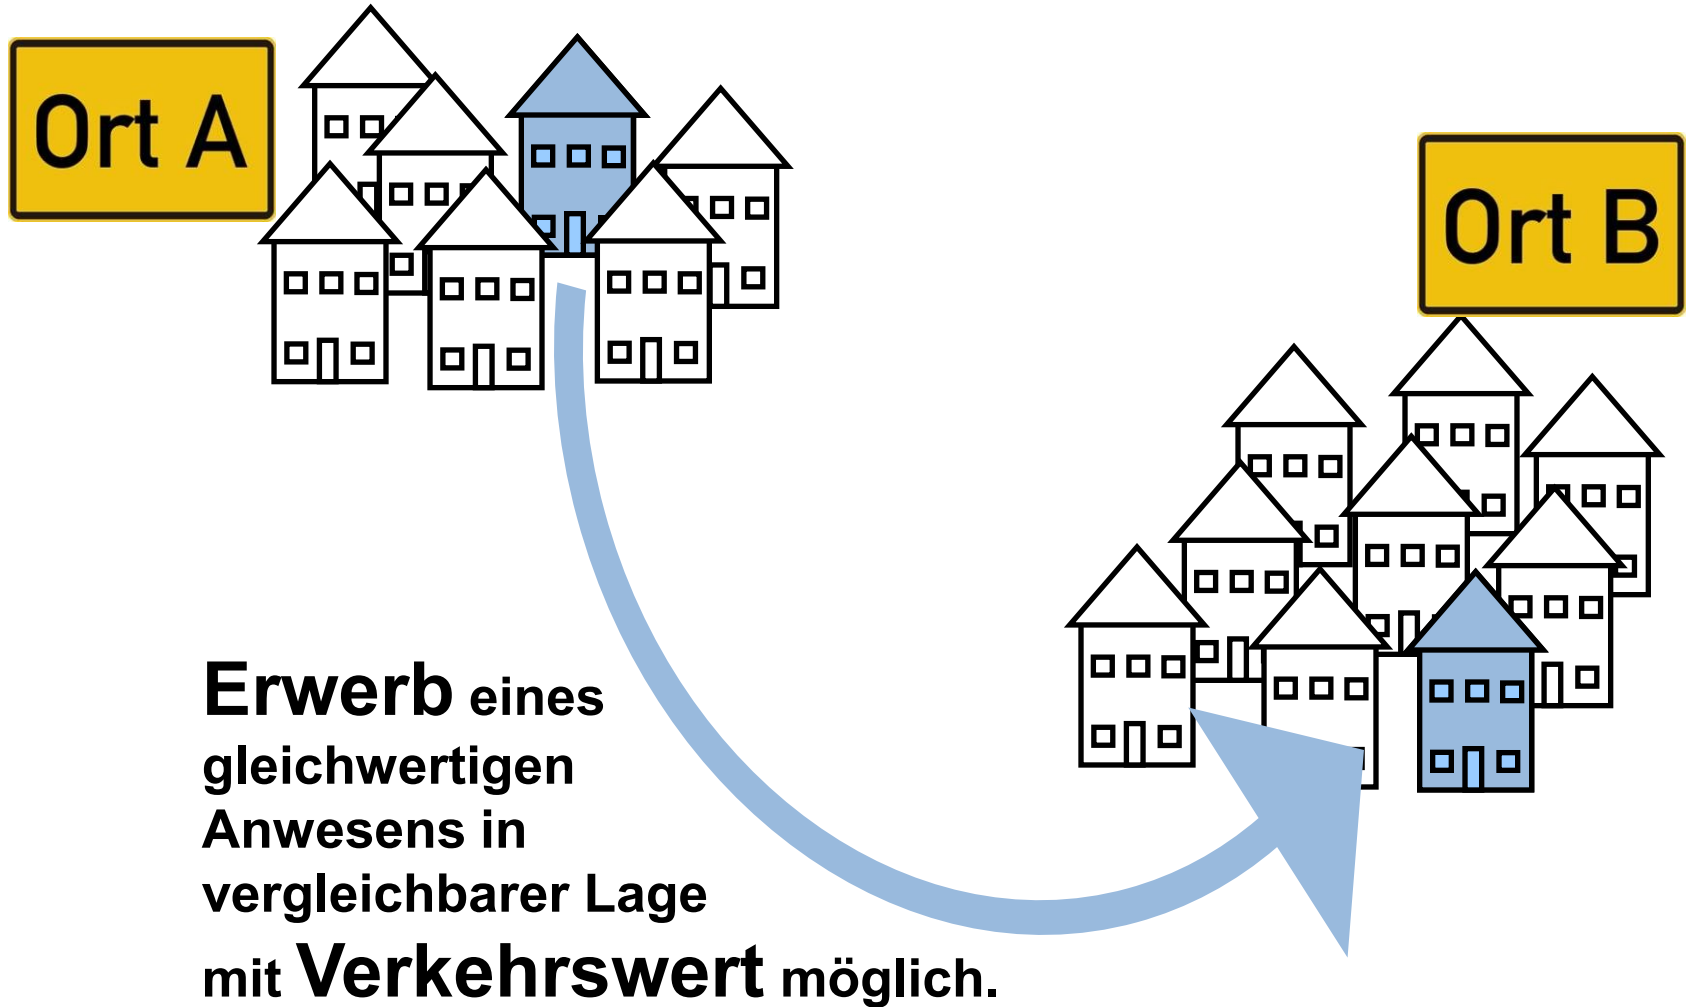 Ort A
Ort B
Erwerb eines
gleichwertigen
Anwesens in
vergleichbarer Lage
mit Verkehrswert möglich.